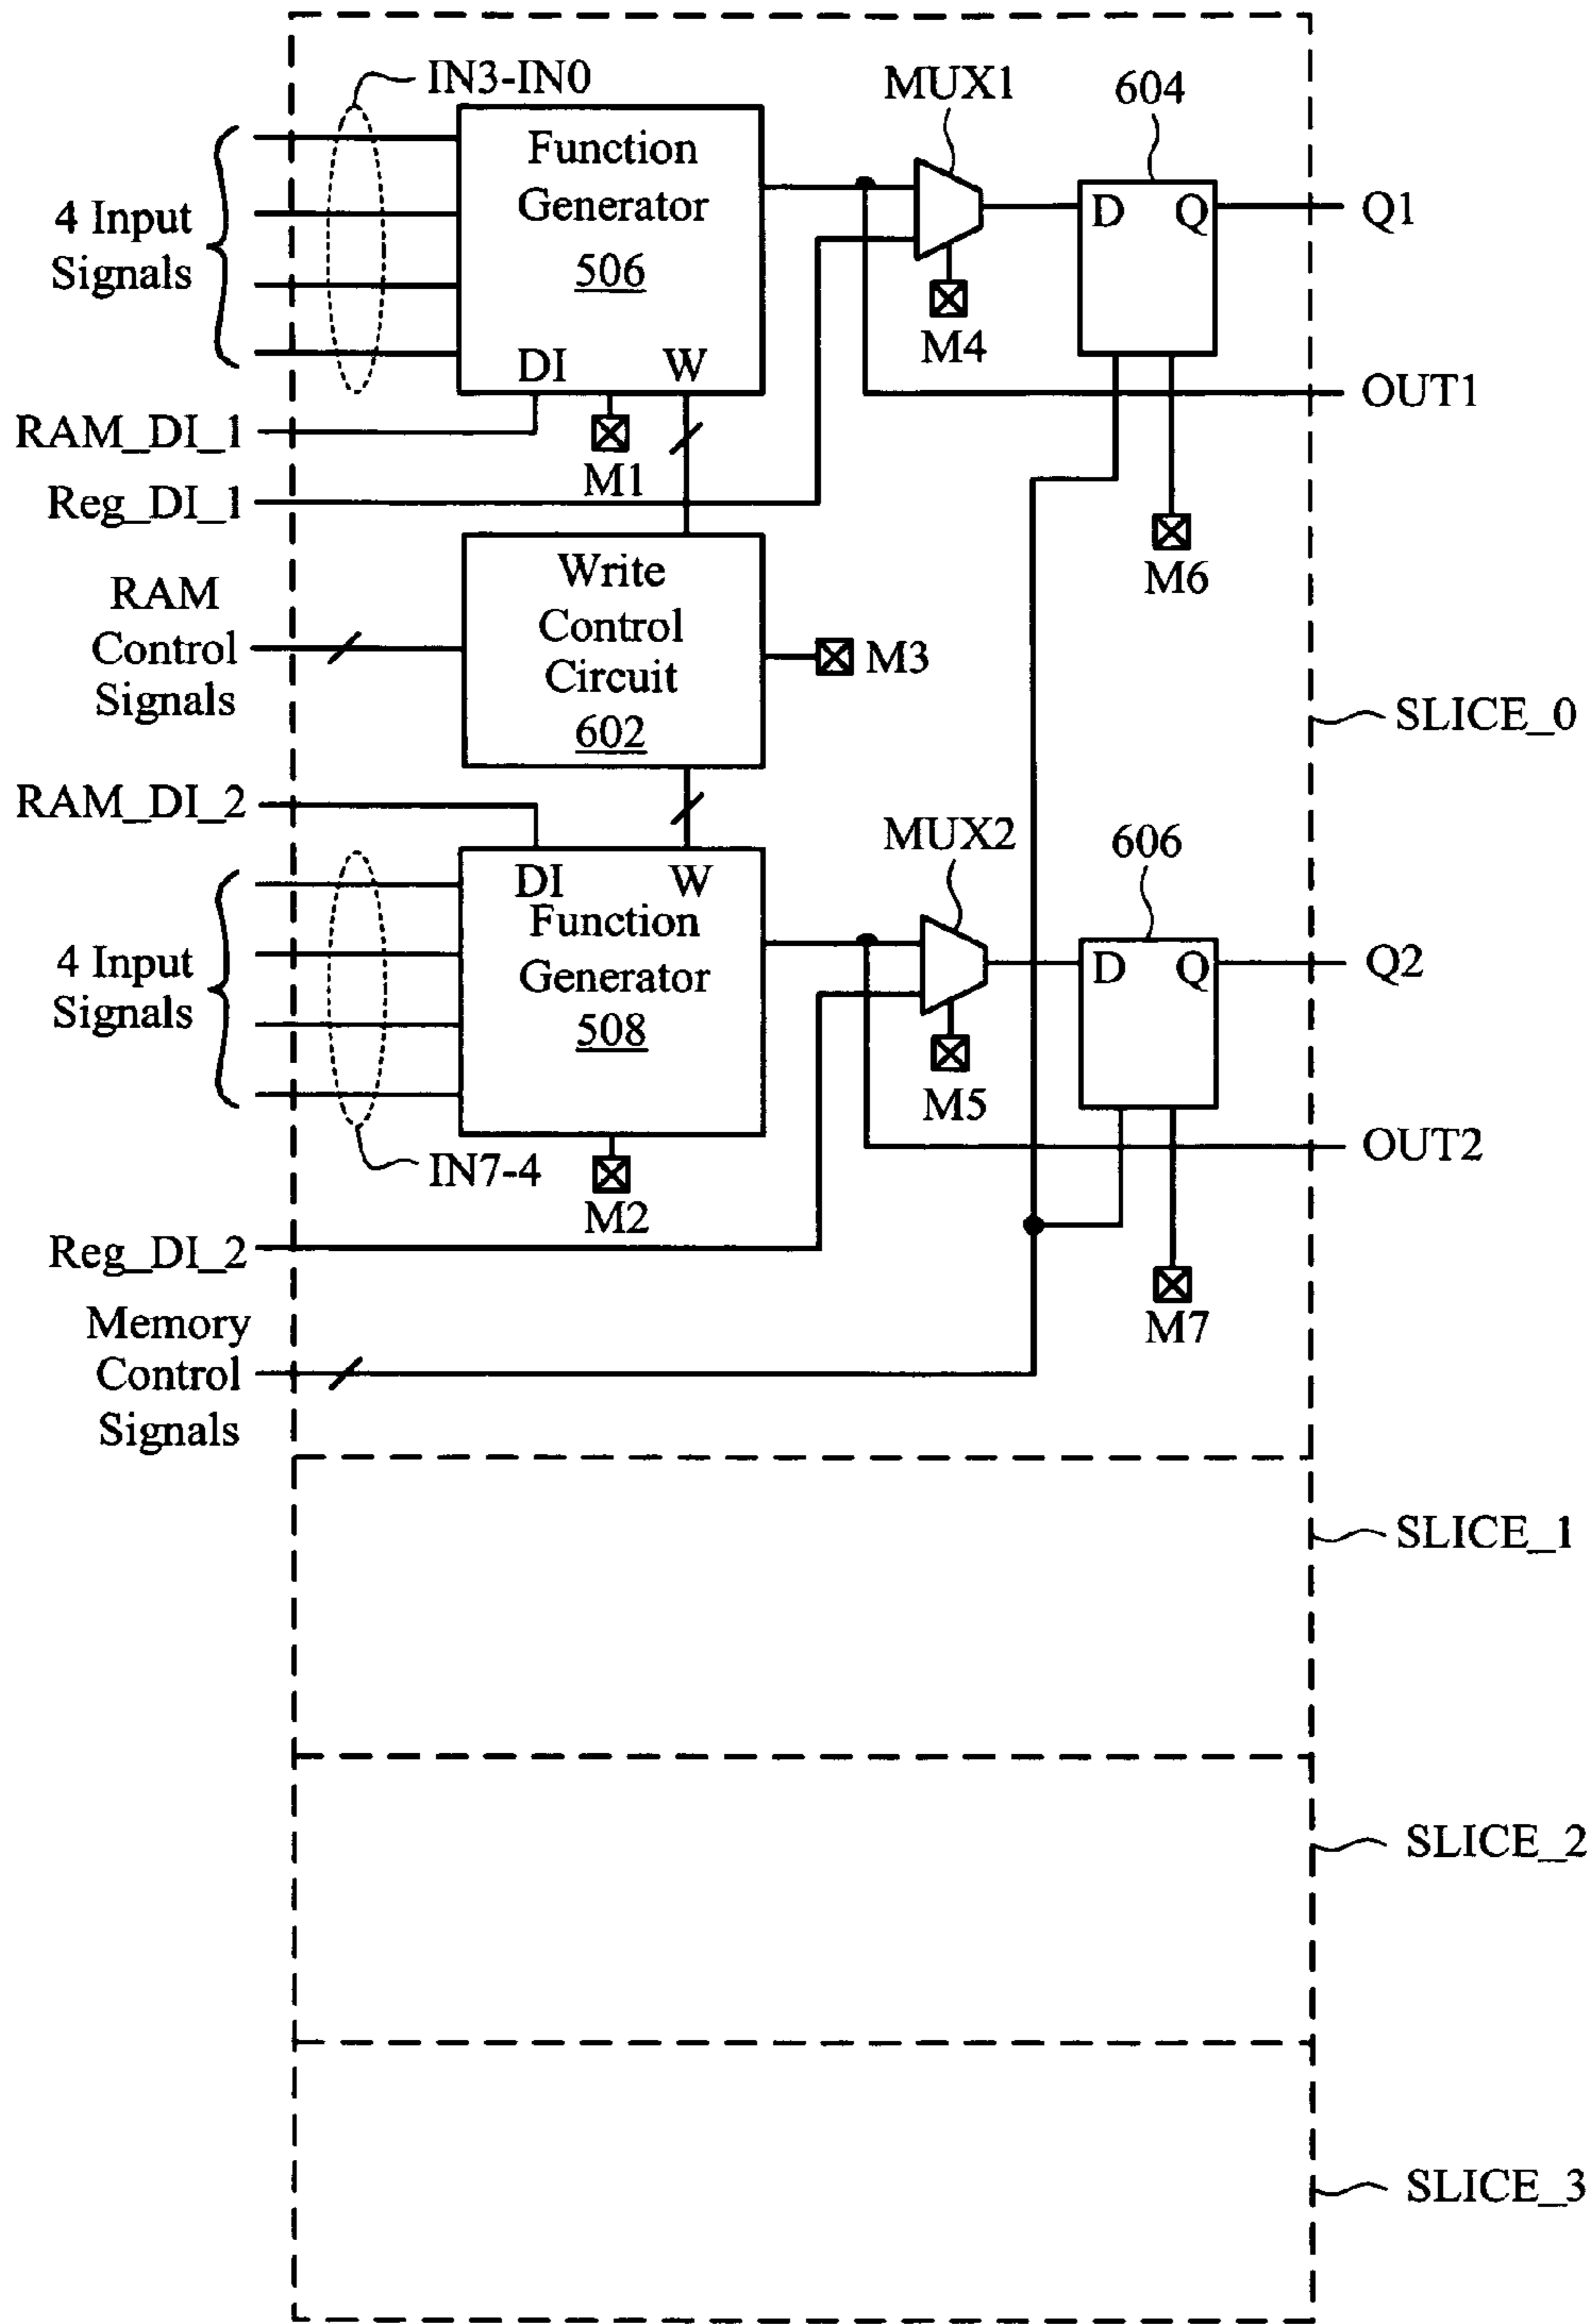 IN3-IN0
MUX1
604
Function
Generator
506
DI
W
4 Input
Signals
D
Q
Q1
M4
OUT1
RAM_DI_1
M1
Reg_DI_1
M6
Write
Control
Circuit
602
RAM
Control
Signals
M3
SLICE_0
RAM_DI_2
MUX2
606
DI
W
Function
Generator
508
4 Input
Signals
D
Q
Q2
M5
OUT2
IN7-4
M2
Reg_DI_2
M7
Memory
Control
Signals
SLICE_1
SLICE_2
SLICE_3